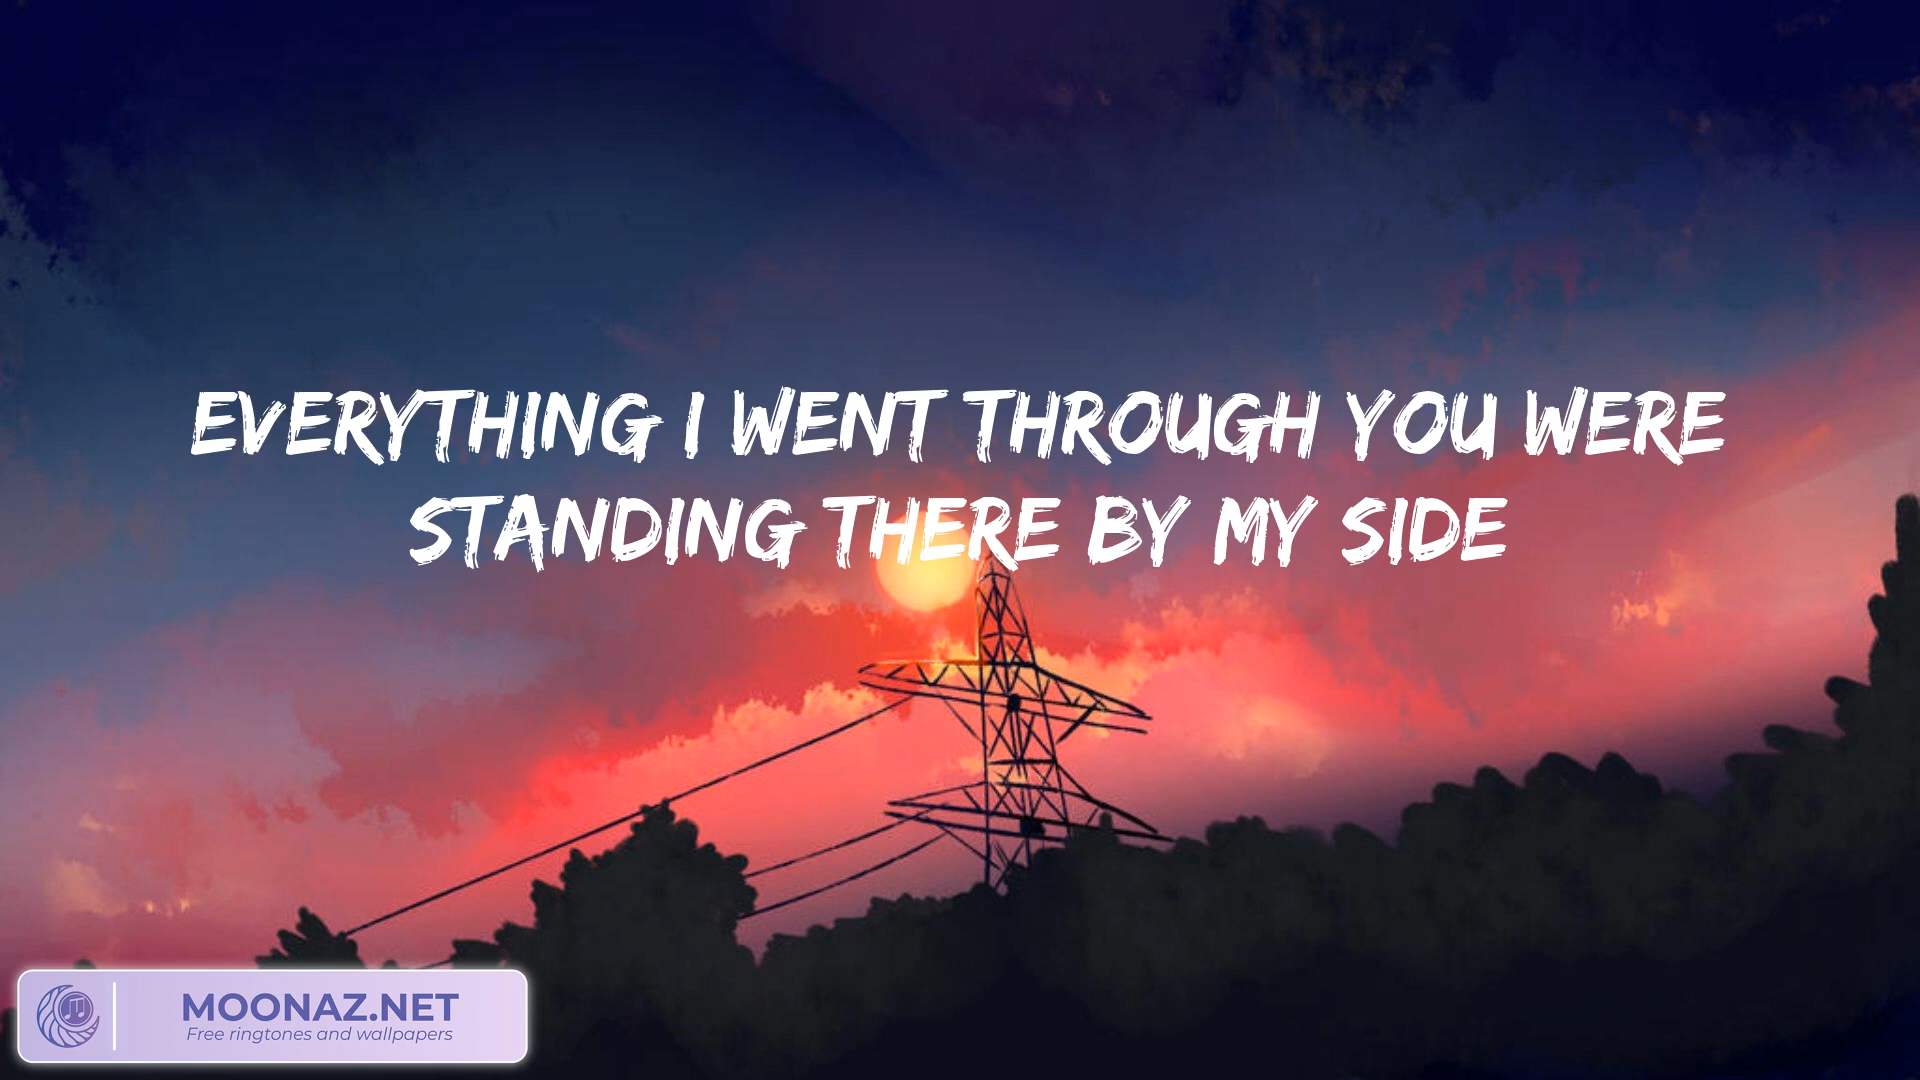 EVERYTHING I WENT THROUGH YOU WERE
STANDING THERE BY MY SIDE
MOONAZ.NET
Free ringtones and wallpapers